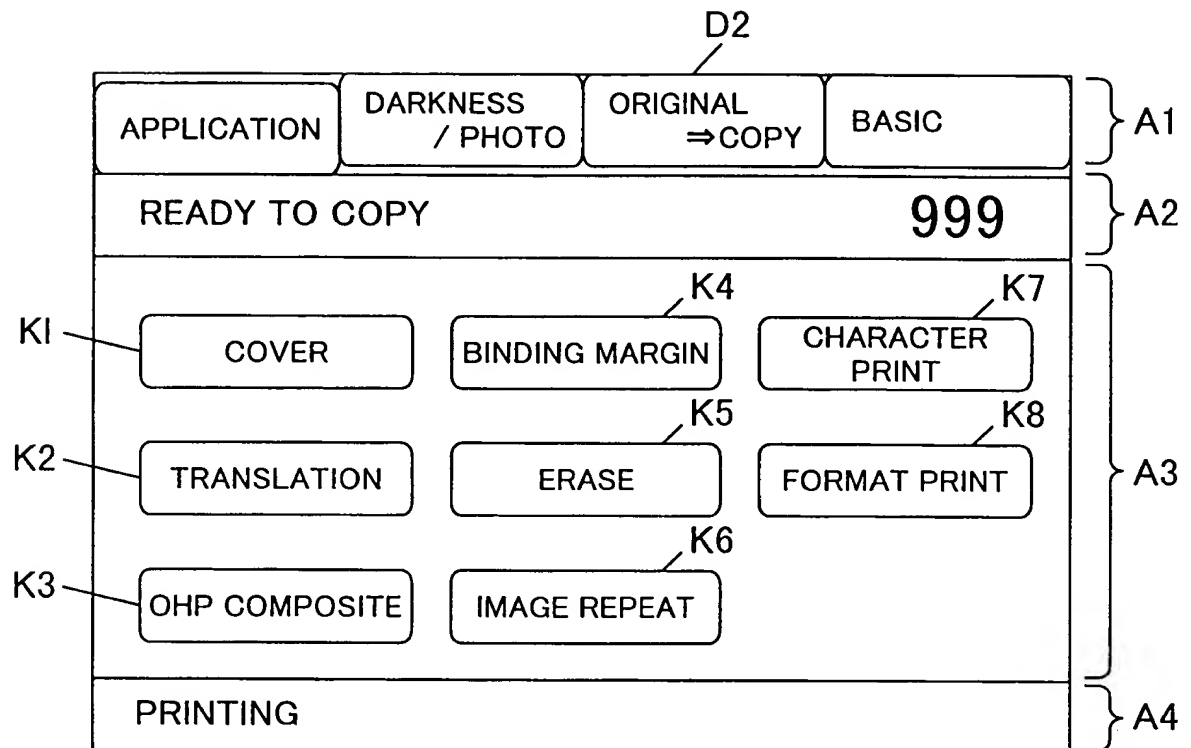 D2
APPLICATION
DARKNESS
/ PHOTO
ORIGINAL
⇒COPY
BASIC
A1
READY TO COPY
999
A2
K4
K7
K1
COVER
BINDING MARGIN
CHARACTER
PRINT
K5
K8
K2
TRANSLATION
ERASE
FORMAT PRINT
A3
K6
K3
OHP COMPOSITE
IMAGE REPEAT
PRINTING
A4